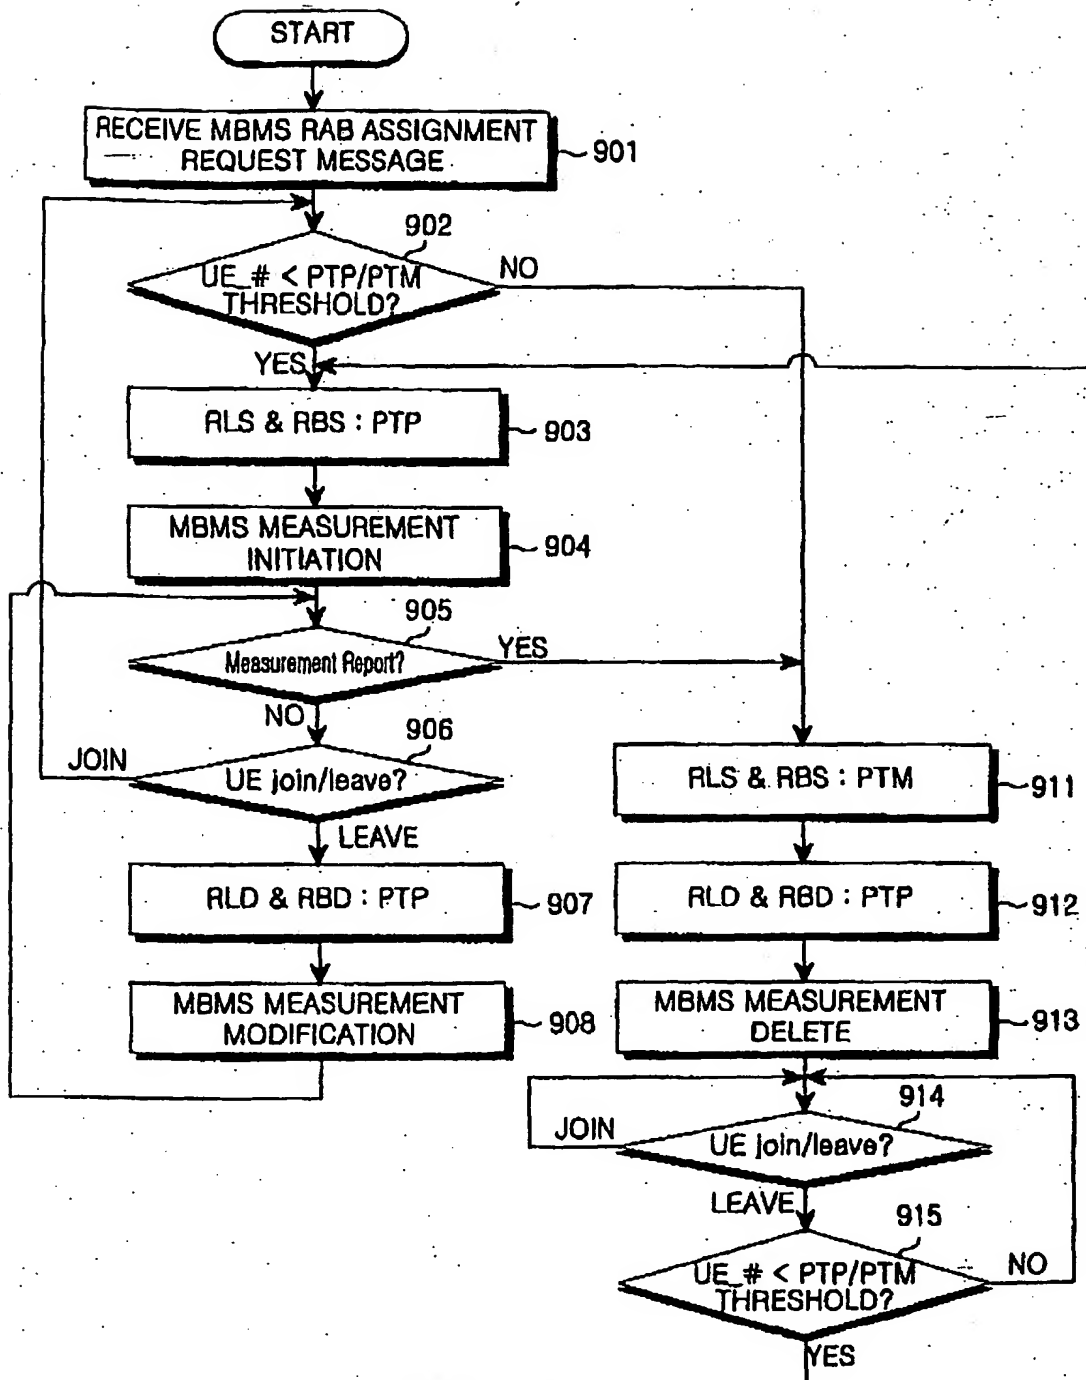 START
RECEIVE MBMS RAB ASSIGNMENT
REQUEST MESSAGE
901
902
UE_# < PTP/PTM
THRESHOLD?
NO
YES
RLS & RBS : PTP
903
MBMS MEASUREMENT
INITIATION
904
905
Measurement Report?
YES
NO
906
JOIN
UE join/leave?
LEAVE
RLS & RBS : PTM
911
RLD & RBD : PTP
907
RLD & RBD : PTP
912
MBMS MEASUREMENT
MODIFICATION
908
MBMS MEASUREMENT
DELETE
913
914
JOIN
UE join/leave?
LEAVE
915
UE_# < PTP/PTM
THRESHOLD?
NO
YES